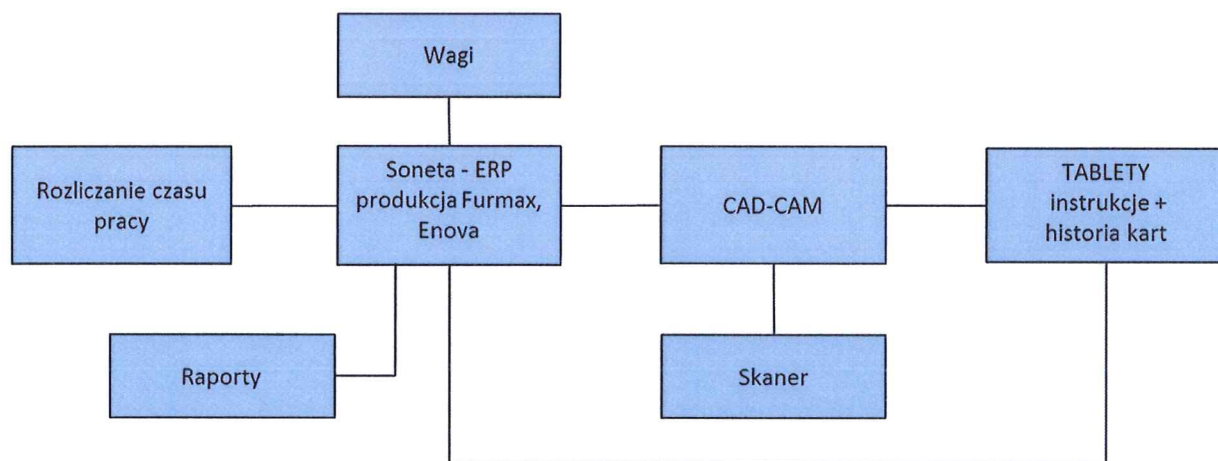 Wagi
Rozliczanie czasu
pracy
Soneta - ERP
produkcja Furmax,
Enova
CAD-CAM
TABLETY
instrukcje +
historia kart
Raporty
Skaner